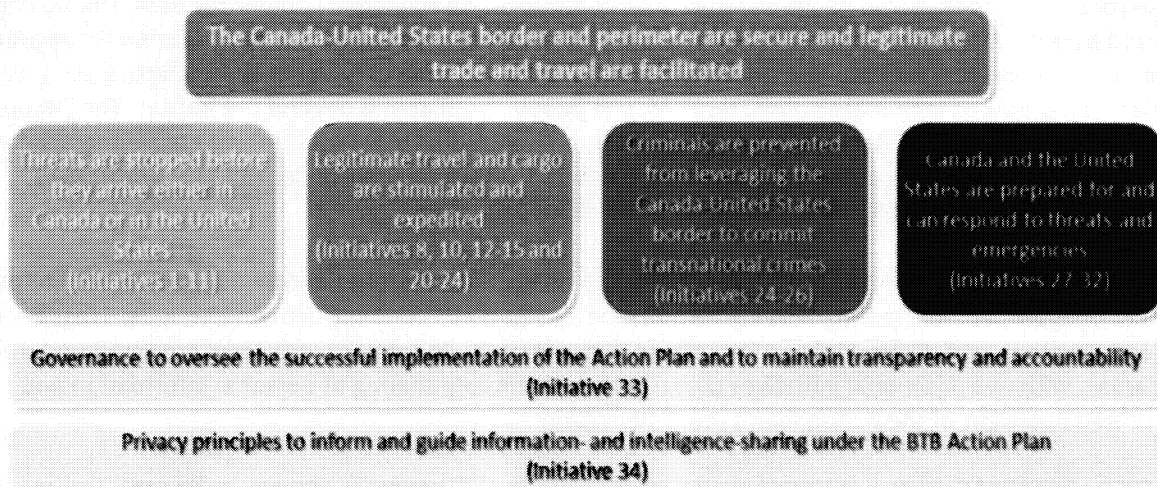 The Canada-United States border and perimeter are secure and legitimate
trade and travel are facilitated
Threats are stopped before
they arrive either in
Canada or in the United
States
(Initiatives 1-11)
Legitimate travel and cargo
are stimulated and
expedited
(Initiatives 8, 10, 12-15 and
20-24)
Criminals are prevented
from leveraging the
Canada-United States
border to commit
transnational crimes
(Initiatives 24-26)
Canada and the United
States are prepared for and
can respond to threats and
emergencies
(Initiatives 27-32)
Governance to oversee the successful implementation of the Action Plan and to maintain transparency and accountability
(Initiative 33)
Privacy principles to inform and guide information- and intelligence-sharing under the BTB Action Plan
(Initiative 34)